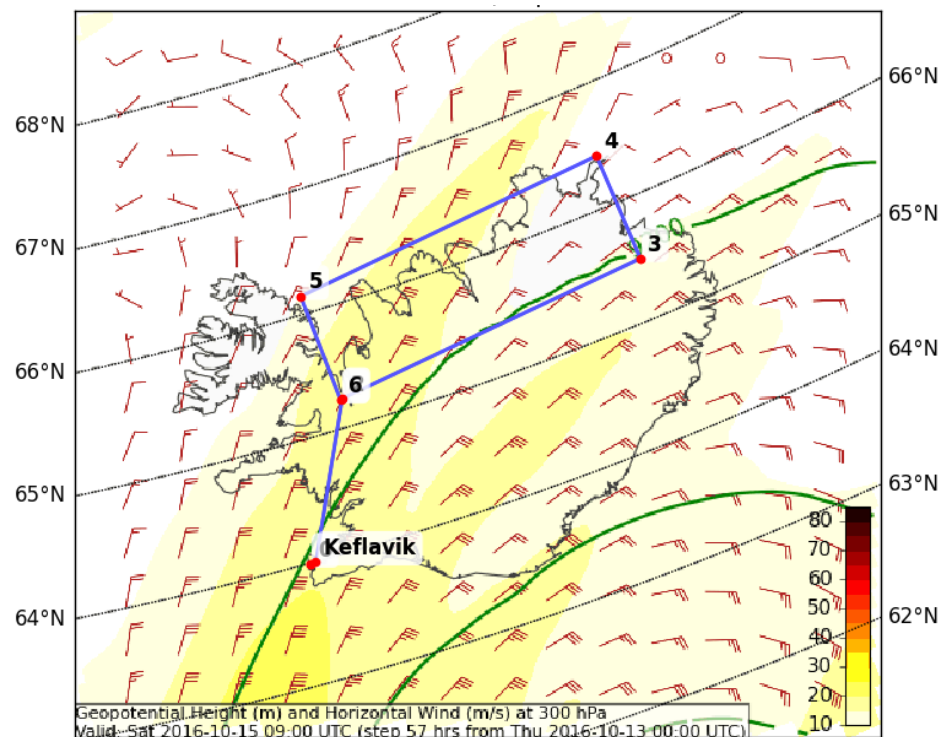 66°N
68°N
4
65°N
67°N
3
5
64°N
66°N
6
65°N
63°N
80
Keflavik
70
60
64°N
50
62°N
40
30
20
Geopotential Height (m) and Horizontal Wind (m/s) at 300 hPa
10
Valid: Sat 2016-10-15 09:00 UTC (step 57 hrs from Thu 2016-10-13 00:00 UTC)